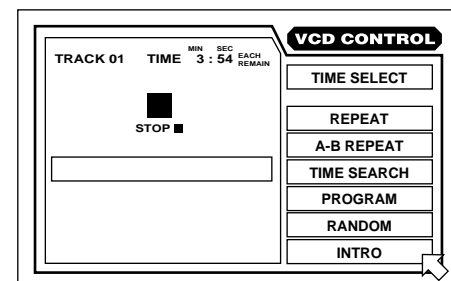 VCD CONTROL
TRACK 01 TIME MIN 3 : SEC 54 EACH REMAIN
STOP
TIME SELECT
REPEAT
A-B REPEAT
TIME SEARCH
PROGRAM
RANDOM
INTRO